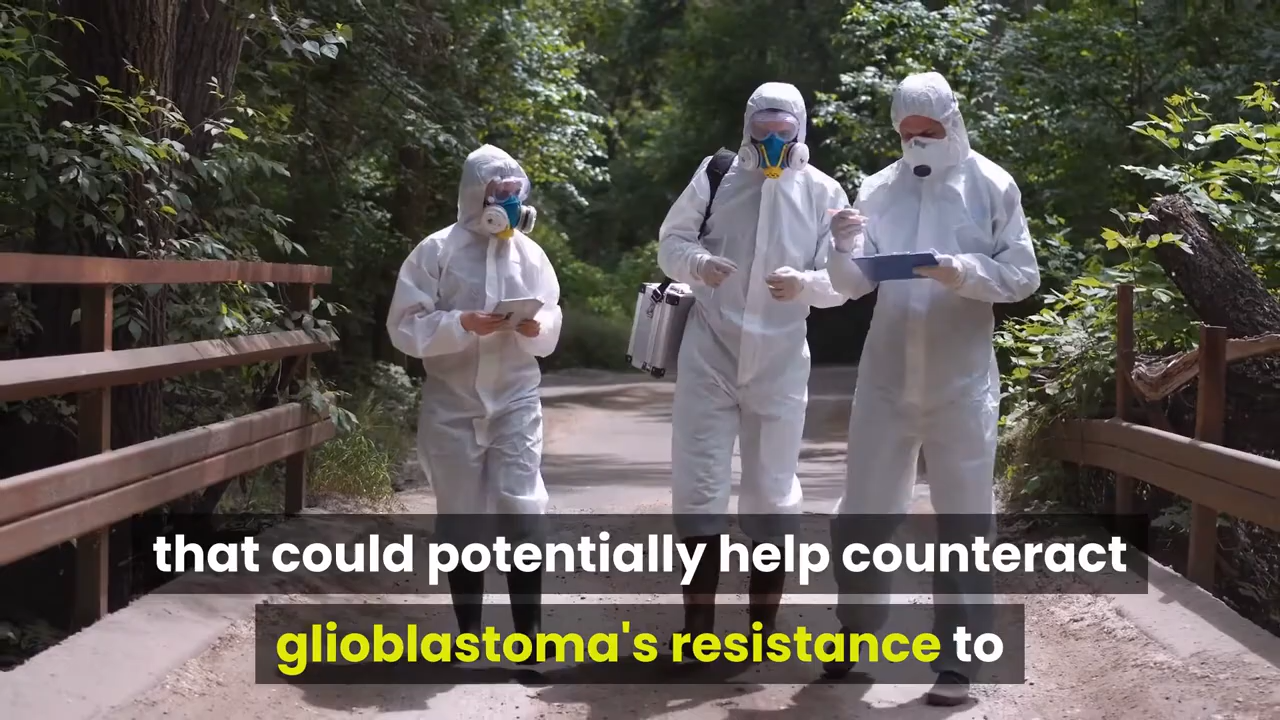 that could potentially help counteract
glioblastoma's resistance to